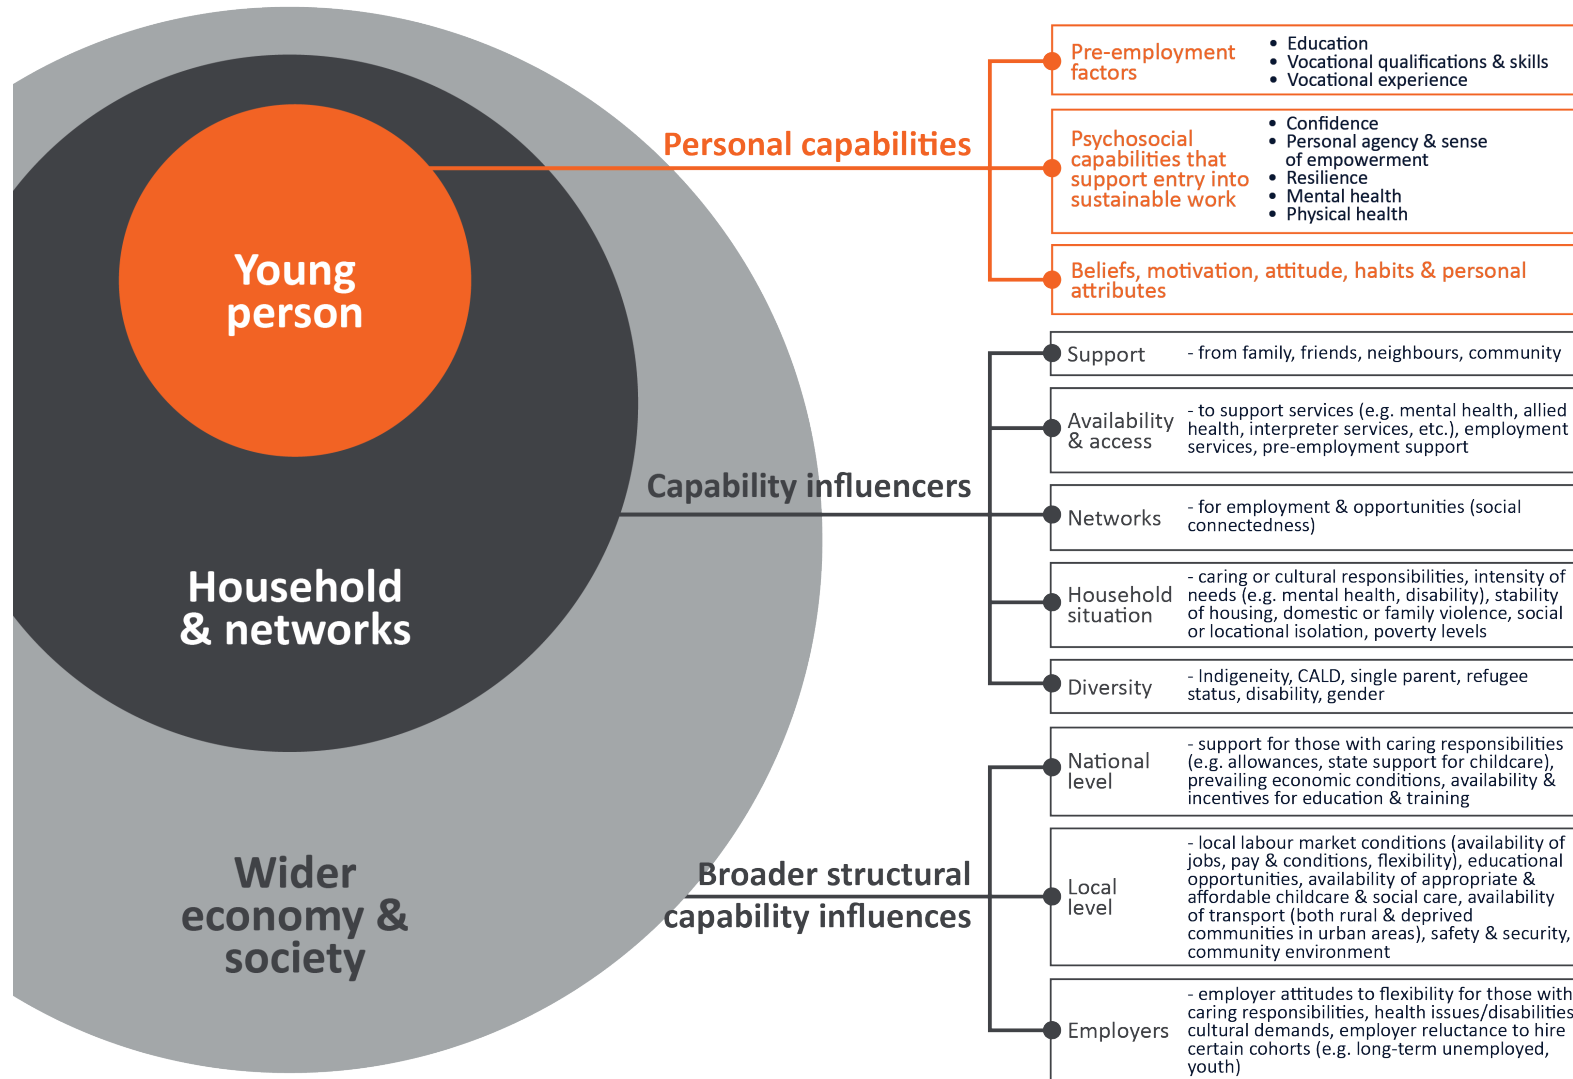 Young
person
Household
& networks
Wider
economy &
society
Personal capabilities
Pre-employment
factors
• Education
• Vocational qualifications & skills
• Vocational experience
Psychosocial
capabilities that
support entry into
sustainable work
• Confidence
• Personal agency & sense
of empowerment
• Resilience
• Mental health
• Physical health
Beliefs, motivation, attitude, habits & personal
attributes
Capability influencers
Support
- from family, friends, neighbours, community
Availability
& access
- to support services (e.g. mental health, allied
health, interpreter services, etc.), employment
services, pre-employment support
Networks
- for employment & opportunities (social
connectedness)
Household
situation
- caring or cultural responsibilities, intensity of
needs (e.g. mental health, disability), stability
of housing, domestic or family violence, social
or locational isolation, poverty levels
Diversity
- Indigeneity, CALD, single parent, refugee
status, disability, gender
Broader structural
capability influences
National
level
- support for those with caring responsibilities
(e.g. allowances, state support for childcare),
prevailing economic conditions, availability &
incentives for education & training
Local
level
- local labour market conditions (availability of
jobs, pay & conditions, flexibility), educational
opportunities, availability of appropriate &
affordable childcare & social care, availability
of transport (both rural & deprived
communities in urban areas), safety & security,
community environment
Employers
- employer attitudes to flexibility for those with
caring responsibilities, health issues/disabilities
cultural demands, employer reluctance to hire
certain cohorts (e.g. long-term unemployed,
youth)